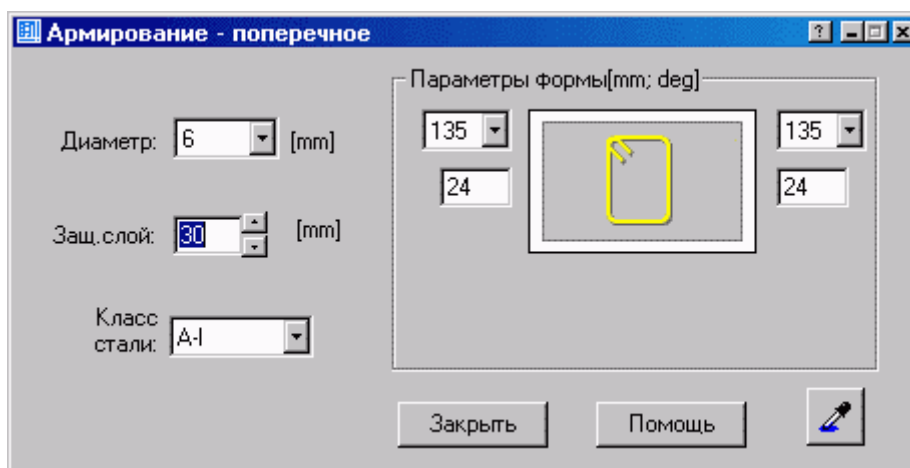 Армирование - поперечное
Параметры формы[mm; deg]
Диаметр: 6 [mm]
135 135
24 24
Защ.слой: 30 [mm]
Класс
стали: A-I
Закрыть Помощь